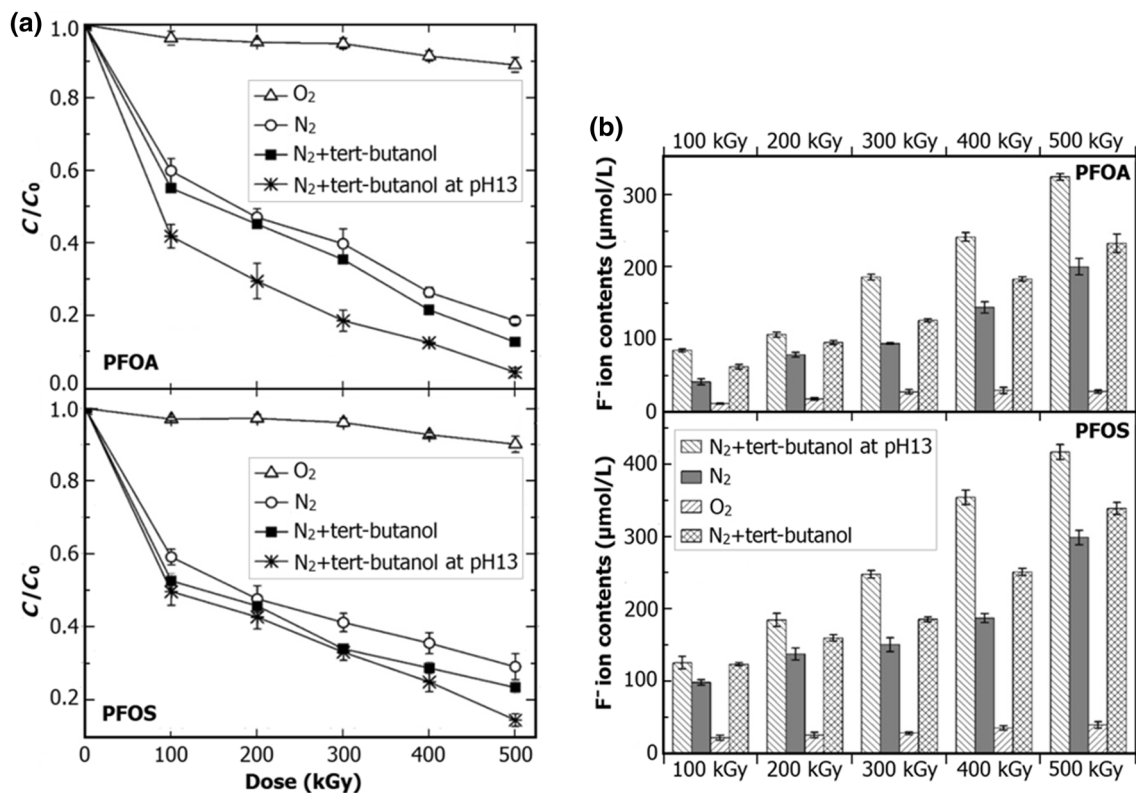 (a)
1.0
0.8
0.6
0.4
0.2
0.0
C/C₀
O₂
N₂
N₂+tert-butanol
N₂+tert-butanol at pH13
PFOA
1.0
0.8
0.6
0.4
0.2
C/C₀
O₂
N₂
N₂+tert-butanol
N₂+tert-butanol at pH13
PFOS
0 100 200 300 400 500
Dose (kGy)
(b)
100 kGy 200 kGy 300 kGy 400 kGy 500 kGy
PFOA
300
200
100
0
F⁻ ion contents (μmol/L)
PFOS
400
300
200
100
0
F⁻ ion contents (μmol/L)
N₂+tert-butanol at pH13
N₂
O₂
N₂+tert-butanol
100 kGy 200 kGy 300 kGy 400 kGy 500 kGy